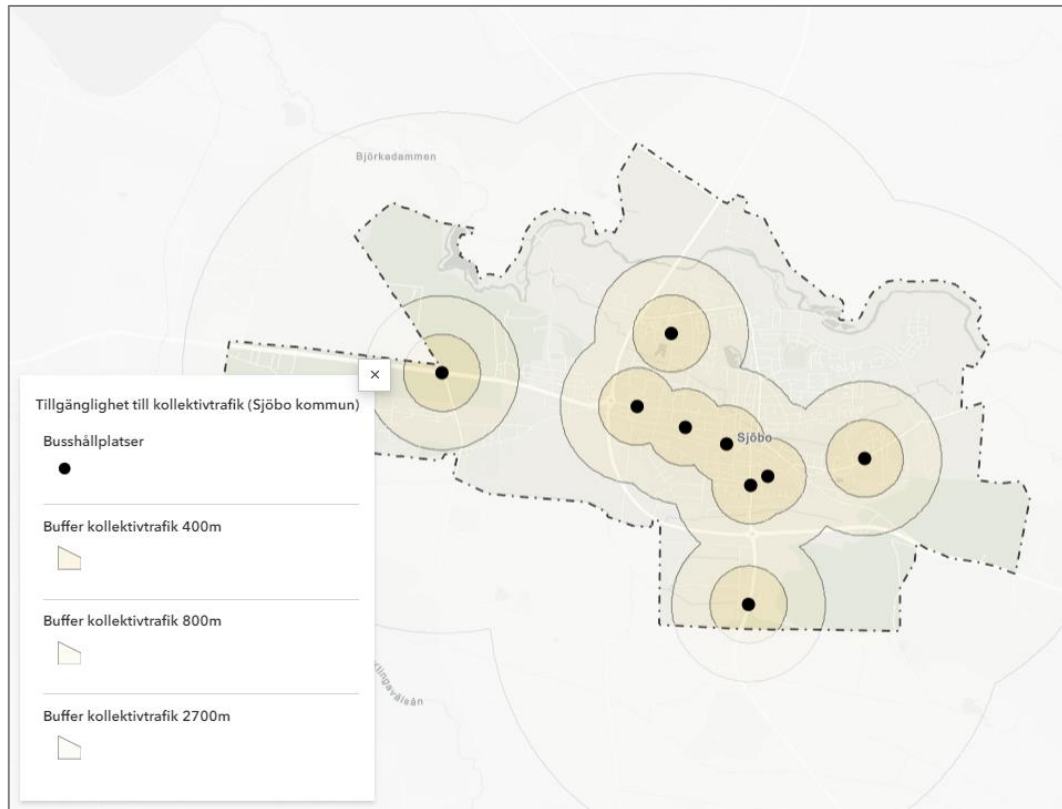 Björkadammen
Sjöbo
Tillgänglighet till kollektivtrafik (Sjöbo kommun)
Busshållplatser
Buffer kollektivtrafik 400m
Buffer kollektivtrafik 800m
Buffer kollektivtrafik 2700m